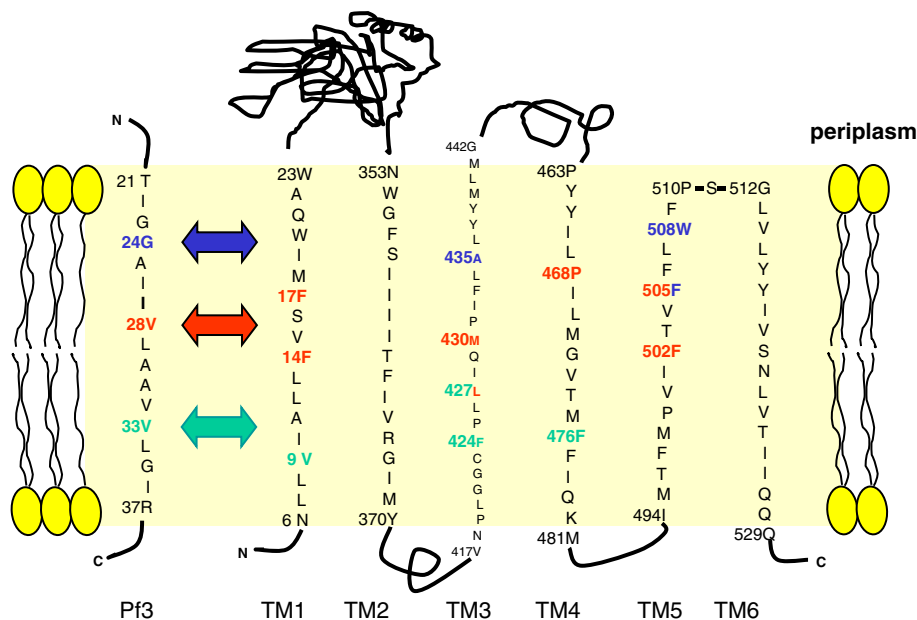 periplasm
N
21 T
I
G
24G
A
I
I
28V
L
A
A
V
33V
L
G
I
37R
C
Pf3
23W
A
Q
W
I
M
17F
S
V
14F
L
L
A
I
9 V
L
L
6 N
N
TM1
353N
W
G
F
S
I
I
I
I
T
F
I
V
R
G
I
M
370Y
TM2
442G
M
L
M
Y
Y
L
435A
L
F
I
P
430M
Q
I
427L
L
P
424F
C
G
G
L
P
N
417V
TM3
463P
Y
Y
I
L
468P
I
L
M
G
V
T
M
476F
F
I
Q
K
481M
TM4
510P - S - 512G
F
508W
L
F
505F
V
T
502F
I
V
P
M
F
T
M
494I
TM5
L
V
L
Y
Y
I
V
S
N
L
V
T
I
I
Q
Q
529Q
C
TM6